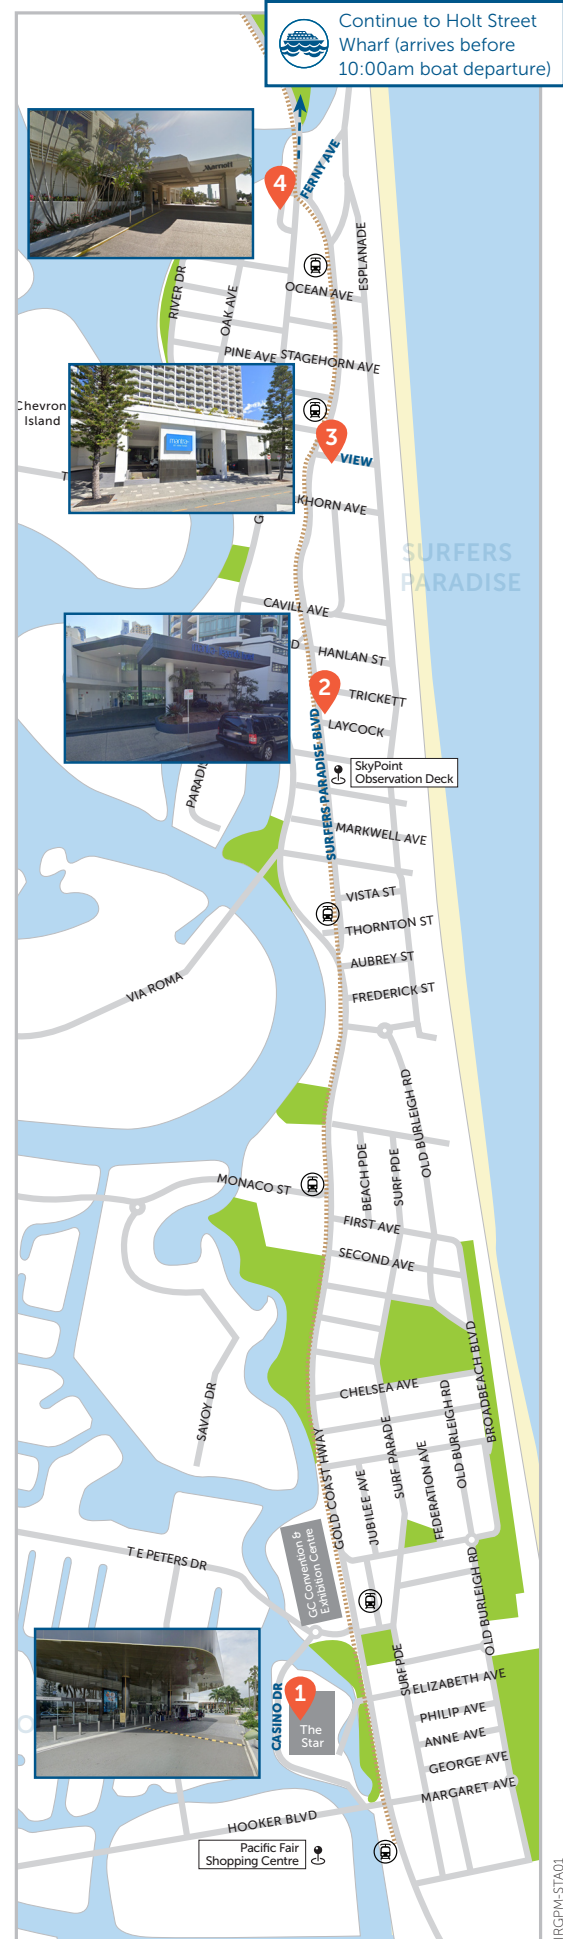 Continue to Holt Street
Wharf (arrives before
10:00am boat departure)
4
FERNY AVE
Marriott
ESPLANADE
RIVER DR
OAK AVE
OCEAN AVE
PINE AVE
STAGEHORN AVE
Chevron
Island
mantra
3
VIEW
T
G
LKHORN AVE
SURFERS
PARADISE
CAVILL AVE
D
HANLAN ST
2
TRICKETT
LAYCOCK
SURFERS PARADISE BLVD
SkyPoint
Observation Deck
PARADIS
MARKWELL AVE
VISTA ST
THORNTON ST
AUBREY ST
FREDERICK ST
VIA ROMA
OLD BURLEIGH RD
BEACH PDE
SURF PDE
MONACO ST
FIRST AVE
SECOND AVE
BROADBEACH BLVD
CHELSEA AVE
SAVOY DR
OLD BURLEIGH RD
SURF PARADE
FEDERATION AVE
GOLD COAST HWAY
JUBILEE AVE
GC Convention &
Exhibition Centre
T E PETERS DR
OLD BURLEIGH RD
SURF PDE
ELIZABETH AVE
1
CASINO DR
The
Star
PHILIP AVE
ANNE AVE
GEORGE AVE
MARGARET AVE
HOOKER BLVD
Pacific Fair
Shopping Centre
IRGPM-STA01